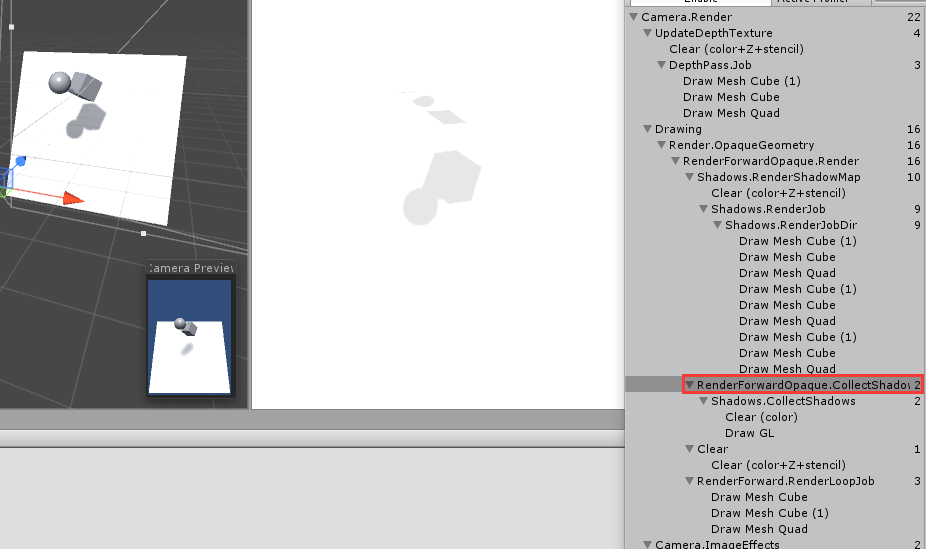 Camera Preview
Camera.Render 22
UpdateDepthTexture 4
Clear (color+Z+stencil)
DepthPass.Job 3
Draw Mesh Cube (1)
Draw Mesh Cube
Draw Mesh Quad
Drawing 16
Render.OpaqueGeometry 16
RenderForwardOpaque.Render 16
Shadows.RenderShadowMap 10
Clear (color+Z+stencil)
Shadows.RenderJob 9
Shadows.RenderJobDir 9
Draw Mesh Cube (1)
Draw Mesh Cube
Draw Mesh Quad
Draw Mesh Cube (1)
Draw Mesh Cube
Draw Mesh Quad
Draw Mesh Cube (1)
Draw Mesh Cube
Draw Mesh Quad
RenderForwardOpaque.CollectShadow 2
Shadows.CollectShadows 2
Clear (color)
Draw GL
Clear 1
Clear (color+Z+stencil)
RenderForward.RenderLoopJob 3
Draw Mesh Cube
Draw Mesh Cube (1)
Draw Mesh Quad
Camera.ImageEffects 2